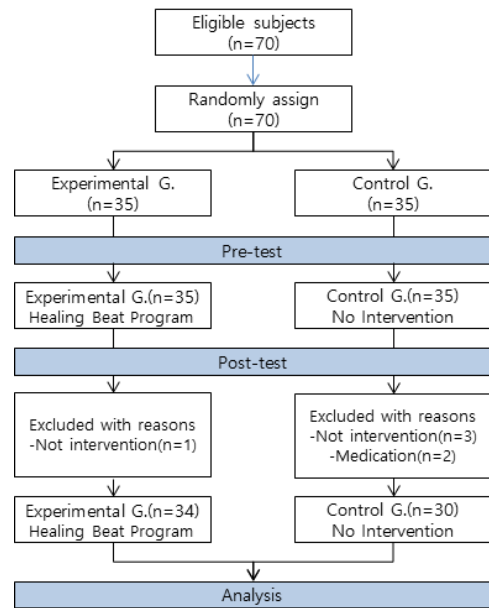 Eligible subjects
(n=70)
Randomly assign
(n=70)
Experimental G.
(n=35)
Control G.
(n=35)
Pre-test
Experimental G.(n=35)
Healing Beat Program
Control G.(n=35)
No Intervention
Post-test
Excluded with reasons
-Not intervention(n=1)
Excluded with reasons
-Not intervention(n=3)
-Medication(n=2)
Experimental G.(n=34)
Healing Beat Program
Control G.(n=30)
No Intervention
Analysis